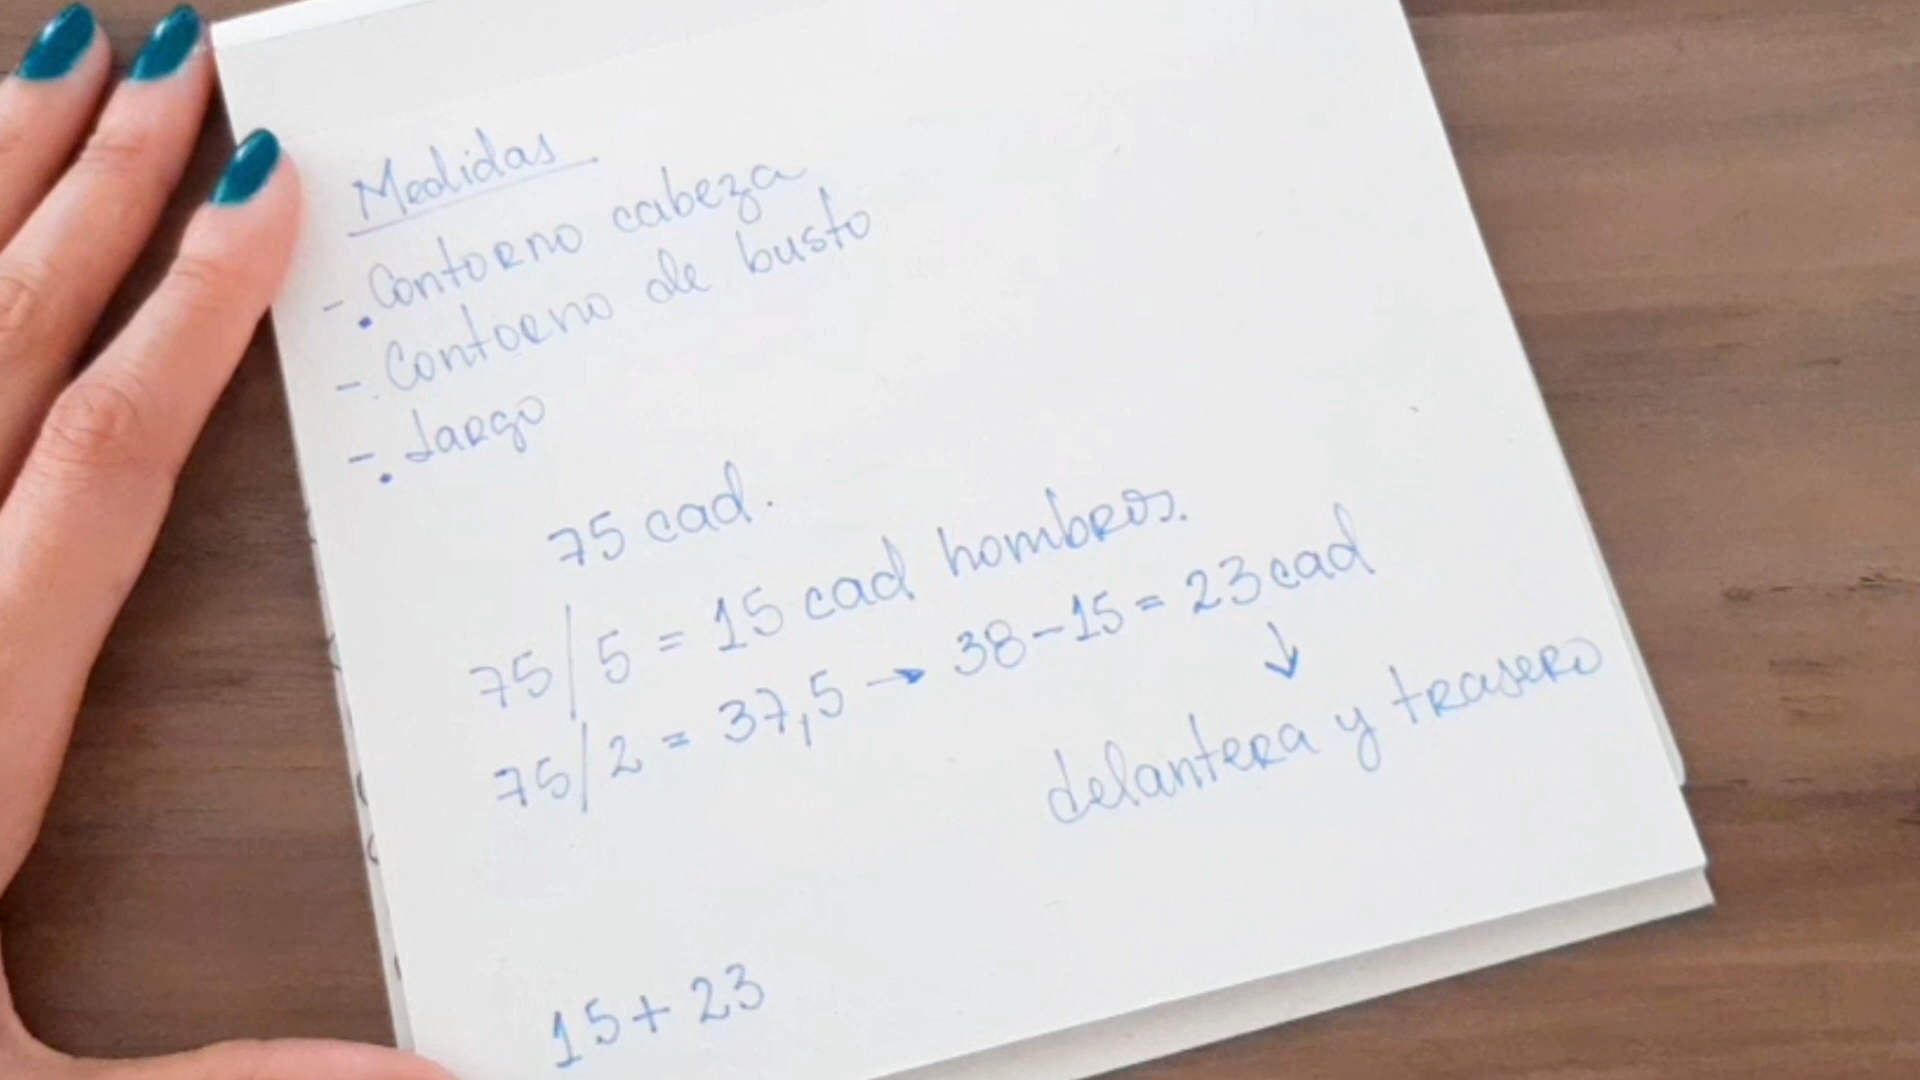 Medidas
-. Contorno cabeza
-. Contorno de busto
-. Largo
75 cad.
75/5 = 15 cad hombros.
75/2 = 37,5 → 38-15 = 23 cad
↓
delantera y trasero
15+ 23